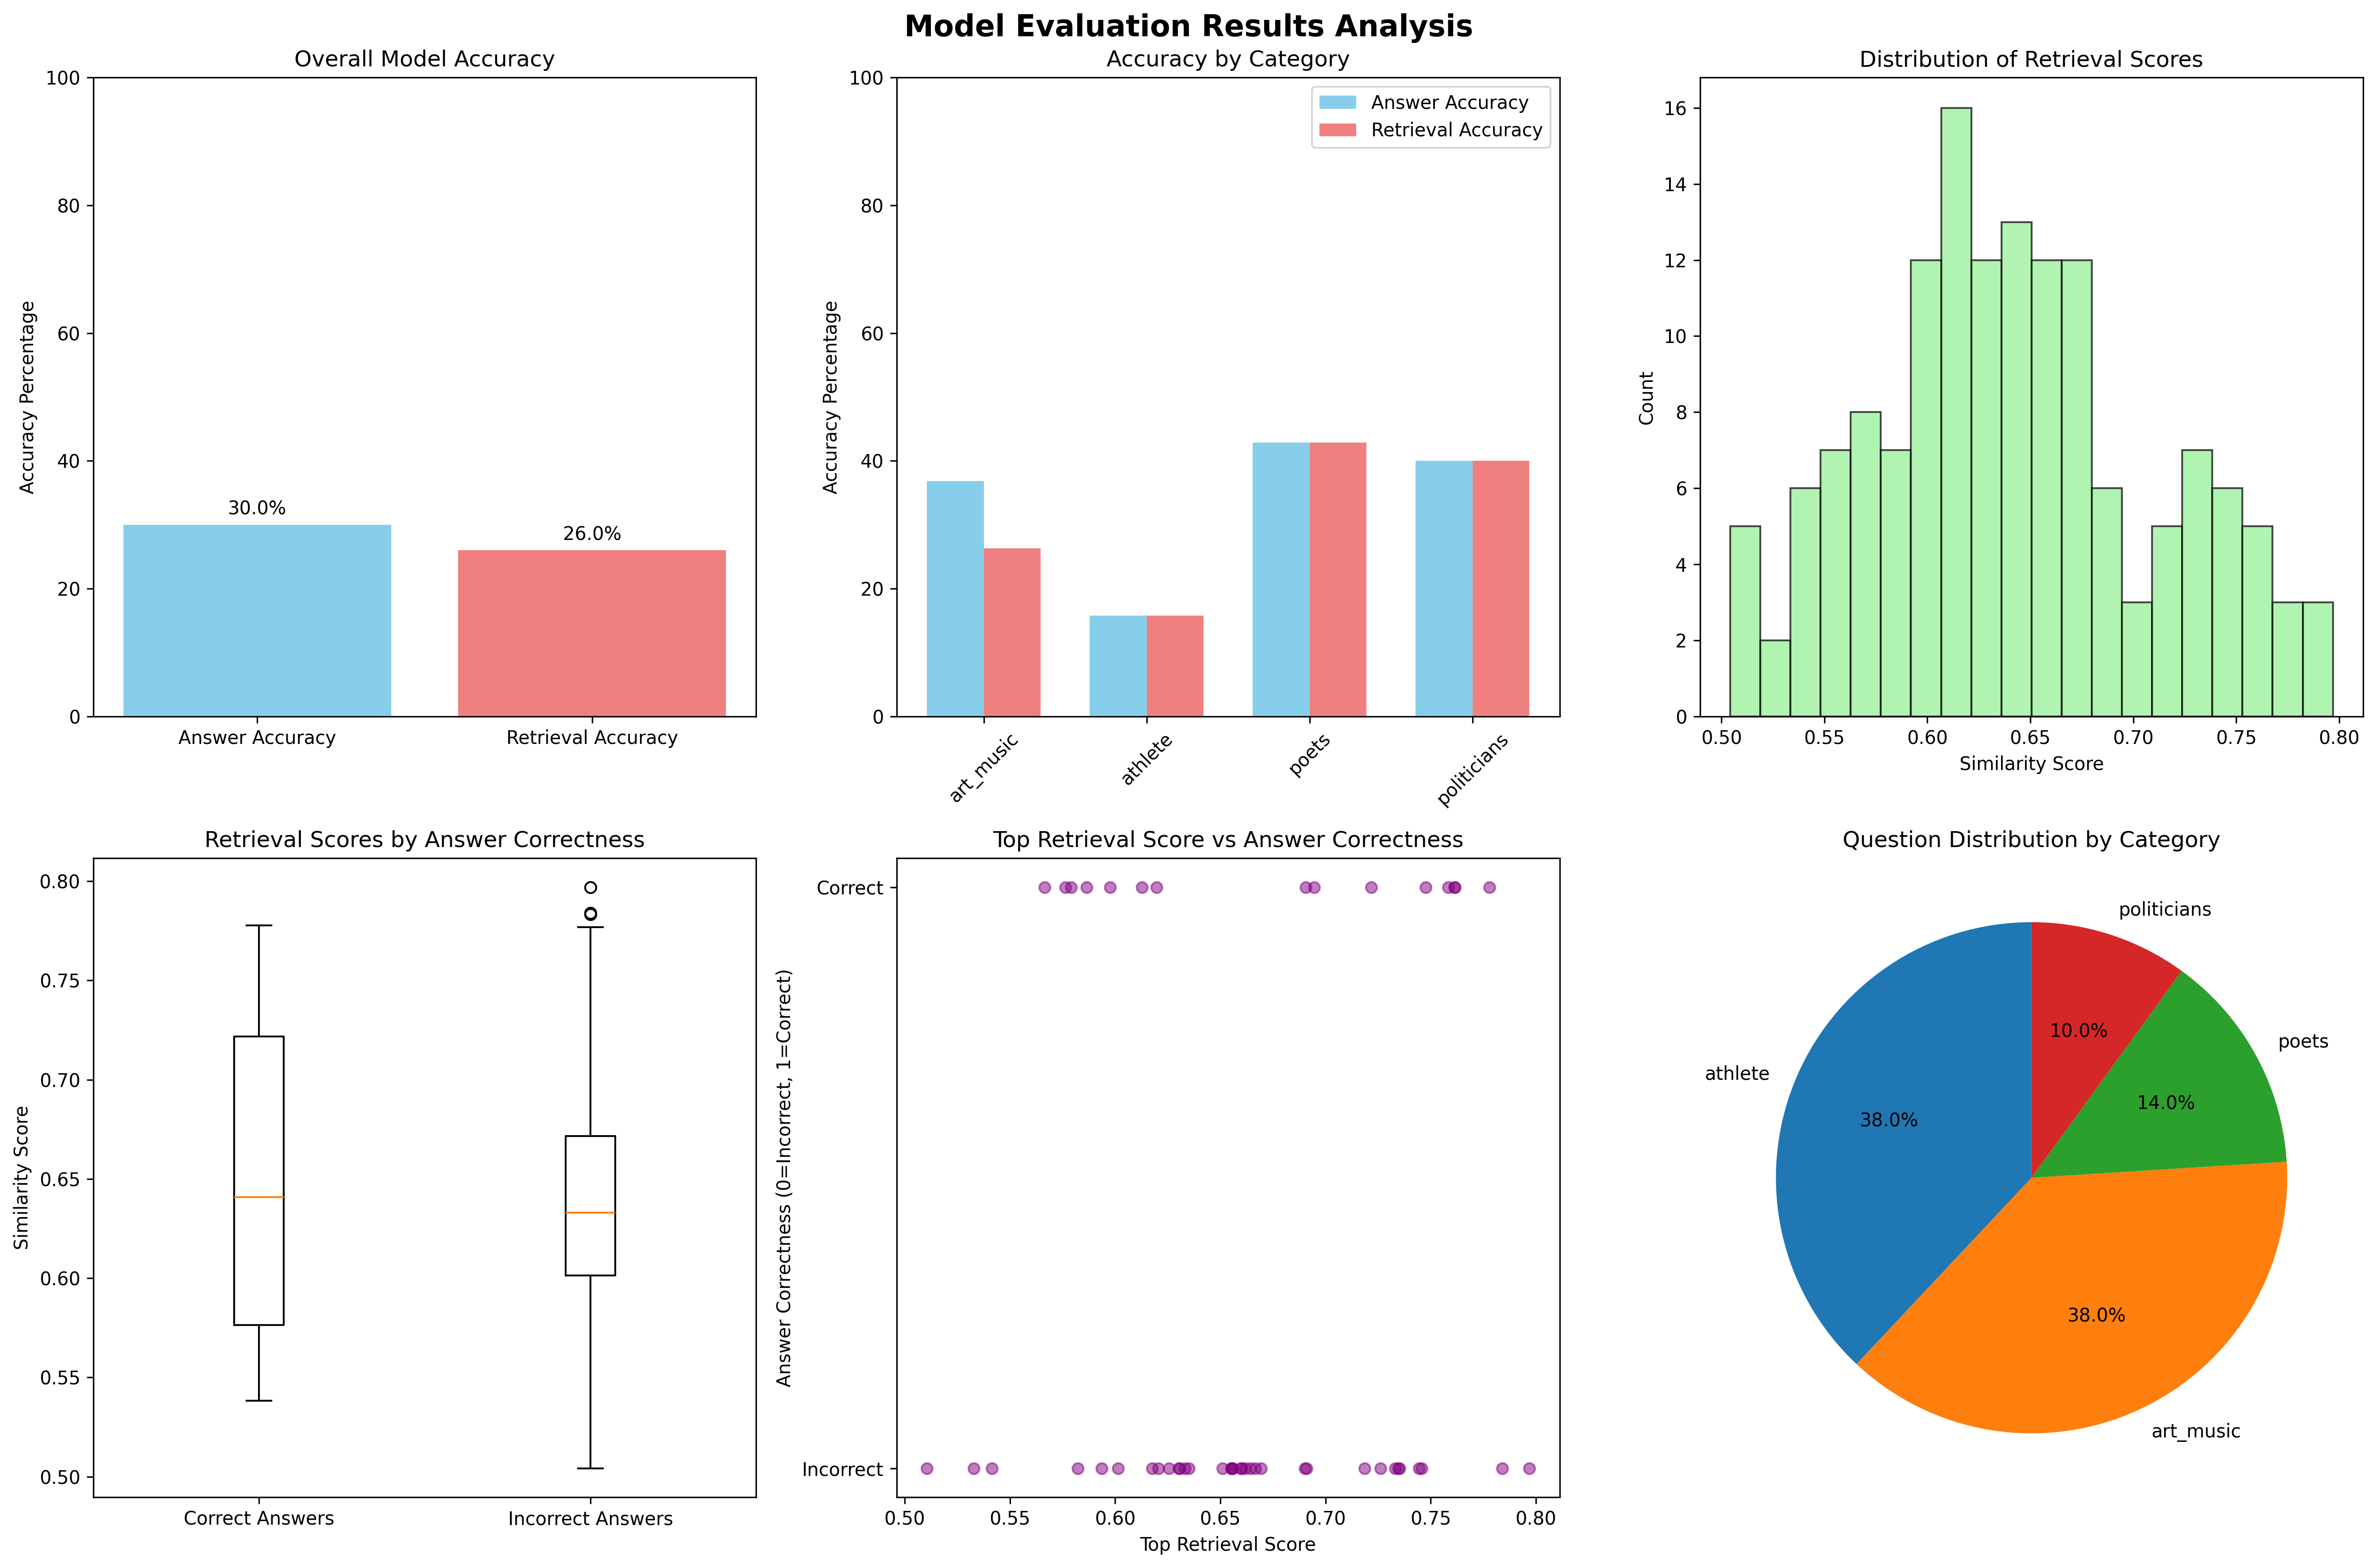 Model Evaluation Results Analysis
Overall Model Accuracy
100
80
60
40
20
0
Accuracy Percentage
30.0%
26.0%
Answer Accuracy
Retrieval Accuracy
Accuracy by Category
100
80
60
40
20
0
Accuracy Percentage
Answer Accuracy
Retrieval Accuracy
art_music
athlete
poets
politicians
Distribution of Retrieval Scores
16
14
12
10
8
6
4
2
0
Count
0.50 0.55 0.60 0.65 0.70 0.75 0.80
Similarity Score
Retrieval Scores by Answer Correctness
0.80
0.75
0.70
0.65
0.60
0.55
0.50
Similarity Score
Correct Answers
Incorrect Answers
Top Retrieval Score vs Answer Correctness
Correct
Incorrect
Answer Correctness (0=Incorrect, 1=Correct)
0.50 0.55 0.60 0.65 0.70 0.75 0.80
Top Retrieval Score
Question Distribution by Category
politicians
10.0%
poets
14.0%
athlete
38.0%
38.0%
art_music